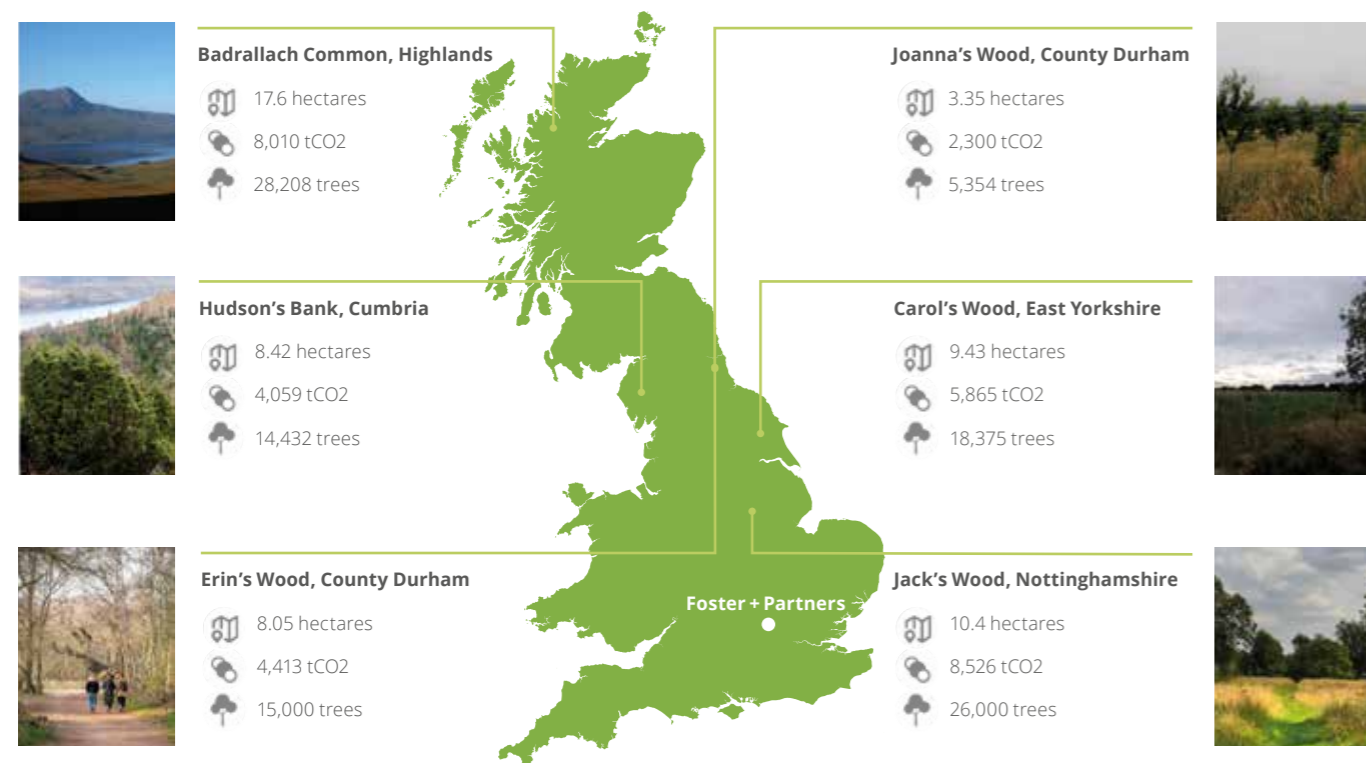 Badrallach Common, Highlands
17.6 hectares
8,010 tCO2
28,208 trees
Joanna's Wood, County Durham
3.35 hectares
2,300 tCO2
5,354 trees
Hudson's Bank, Cumbria
8.42 hectares
4,059 tCO2
14,432 trees
Carol's Wood, East Yorkshire
9.43 hectares
5,865 tCO2
18,375 trees
Erin's Wood, County Durham
8.05 hectares
4,413 tCO2
15,000 trees
Foster + Partners
Jack's Wood, Nottinghamshire
10.4 hectares
8,526 tCO2
26,000 trees